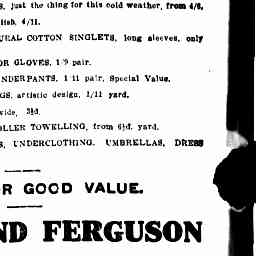 s, just the thing for this cold weather, from 4/6,
lish, 4/11.
URAL COTTON SINGLETS, long sleeves, only
OR GLOVES, 1/9 pair.
NDERPANTS, 1 11 pair, Special Value.
GS, artistic design, 1/11 yard.
wide, 3½d.
OLLER TOWELLING, from 6½d. yard.
S, UNDERCLOTHING, UMBRELLAS, DRESS
R GOOD VALUE.
ND FERGUSON